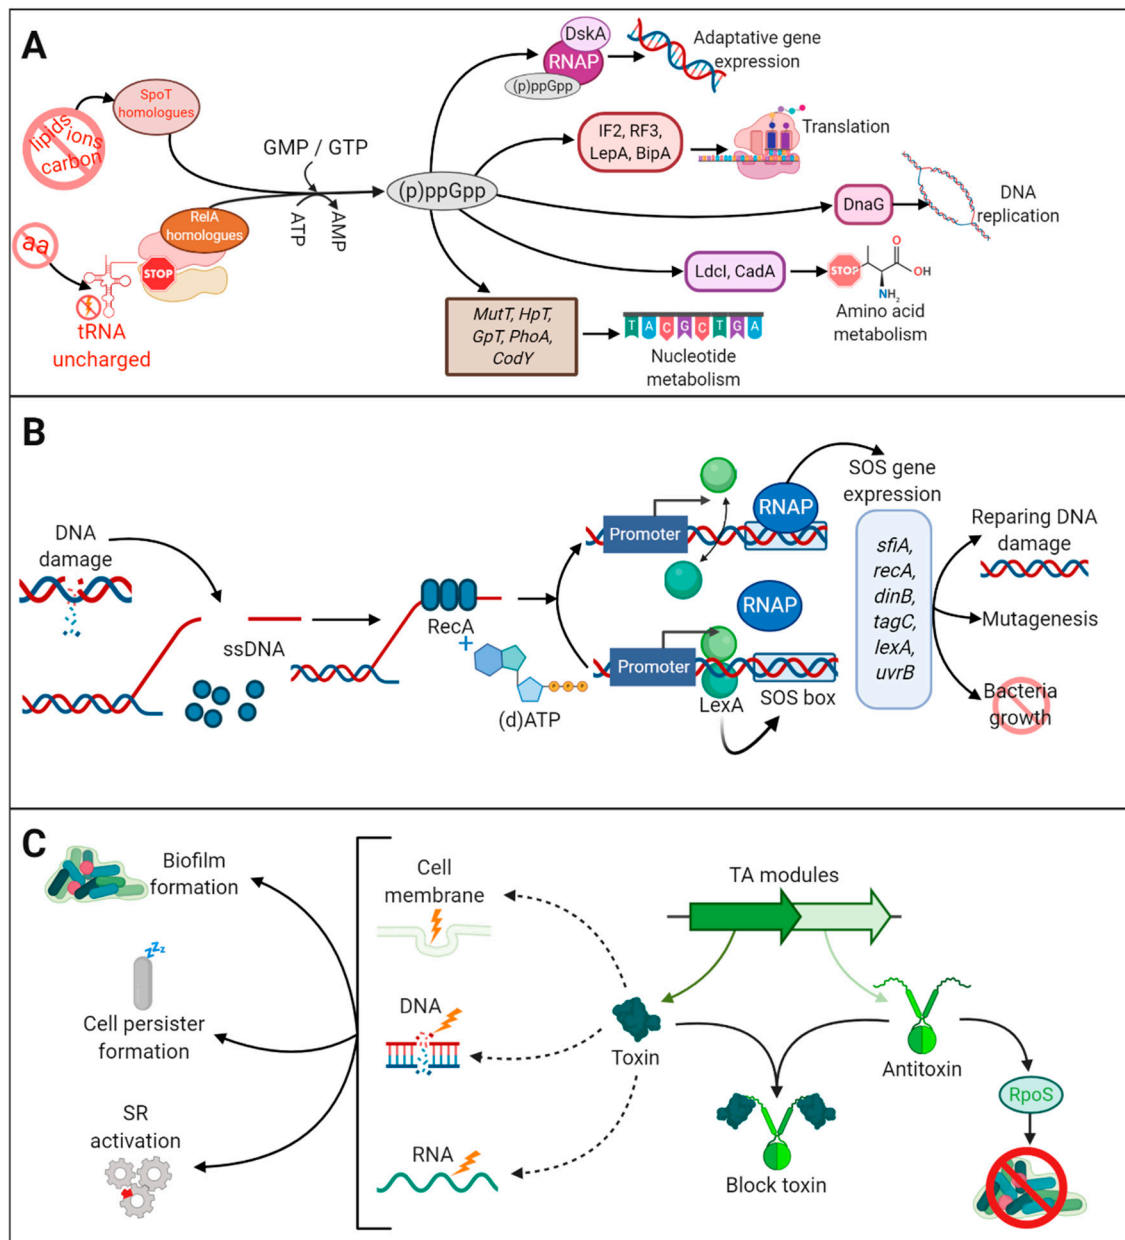 A
SpoT
homologues
lipids
ions
carbon
GMP / GTP
(p)ppGpp
ATP
AMP
RelA
homologues
aa
STOP
tRNA
uncharged
DskA
RNAP
(p)ppGpp
Adaptative gene
expression
IF2, RF3,
LepA, BipA
Translation
DnaG
DNA
replication
LdcI, CadA
STOP
O
OH
NH2
Amino acid
metabolism
MutT, HpT,
GpT, PhoA,
CodY
T A C G C T G A
Nucleotide
metabolism
B
DNA
damage
ssDNA
RecA
+
P P P
(d)ATP
Promoter
RNAP
RNAP
Promoter
LexA
SOS box
SOS gene
expression
sfiA,
recA,
dinB,
tagC,
lexA,
uvrB
Reparing DNA
damage
Mutagenesis
Bacteria
growth
C
Biofilm
formation
zzz
Cell persister
formation
SR
activation
Cell
membrane
DNA
RNA
TA modules
Toxin
Antitoxin
Block toxin
RpoS